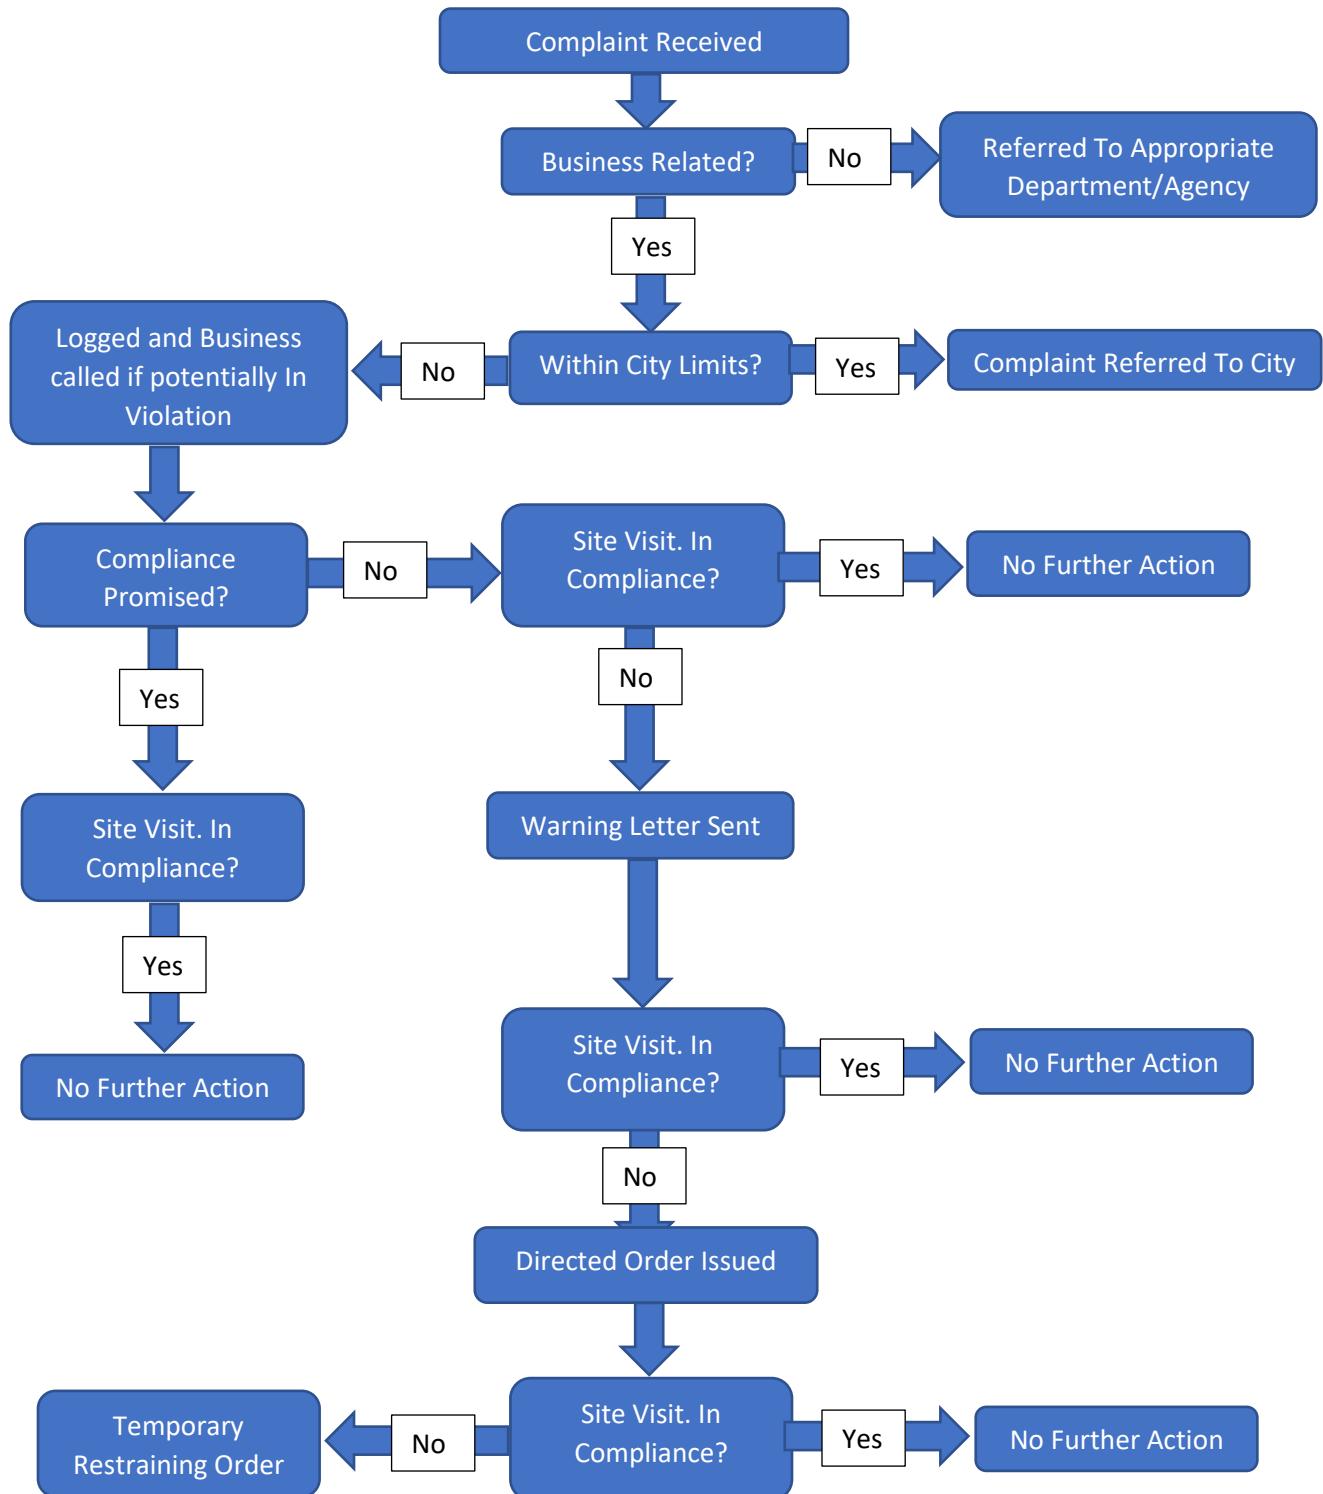 Complaint Received
Business Related?
No
Referred To Appropriate
Department/Agency
Yes
Logged and Business
called if potentially In
Violation
No
Within City Limits?
Yes
Complaint Referred To City
Compliance
Promised?
No
Site Visit. In
Compliance?
Yes
No Further Action
Yes
No
Site Visit. In
Compliance?
Warning Letter Sent
Yes
No Further Action
Site Visit. In
Compliance?
Yes
No Further Action
No
Directed Order Issued
Temporary
Restraining Order
No
Site Visit. In
Compliance?
Yes
No Further Action